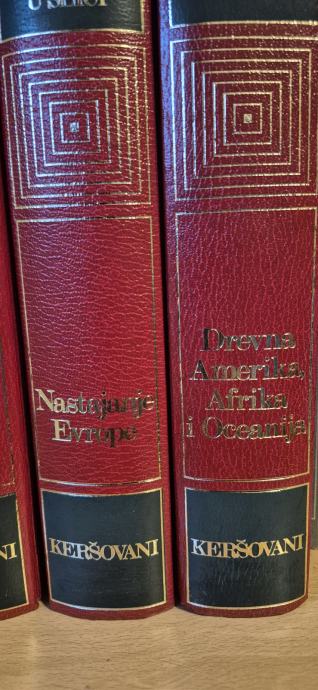 Nastajanje
Evrope
KERŠOVANI
Drevna
Amerika,
Afrika
i Oceanija
KERŠOVANI